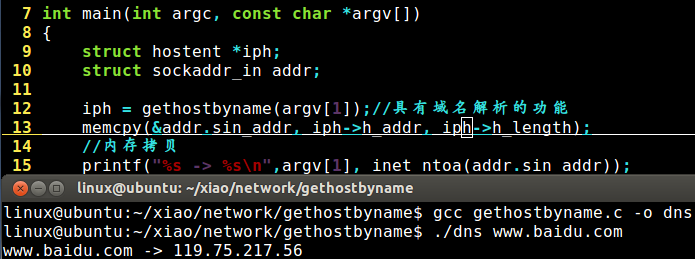 7 int main(int argc, const char *argv[])
8 {
9     struct hostent *iph;
10     struct sockaddr_in addr;
11
12     iph = gethostbyname(argv[1]);//具有域名解析的功能
13     memcpy(&addr.sin_addr, iph->h_addr, iph->h_length);
14     //内存拷贝
15     printf("%s -> %s\n",argv[1], inet_ntoa(addr.sin_addr));
linux@ubuntu: ~/xiao/network/gethostbyname
linux@ubuntu:~/xiao/network/gethostbyname$ gcc gethostbyname.c -o dns
linux@ubuntu:~/xiao/network/gethostbyname$ ./dns www.baidu.com
www.baidu.com -> 119.75.217.56